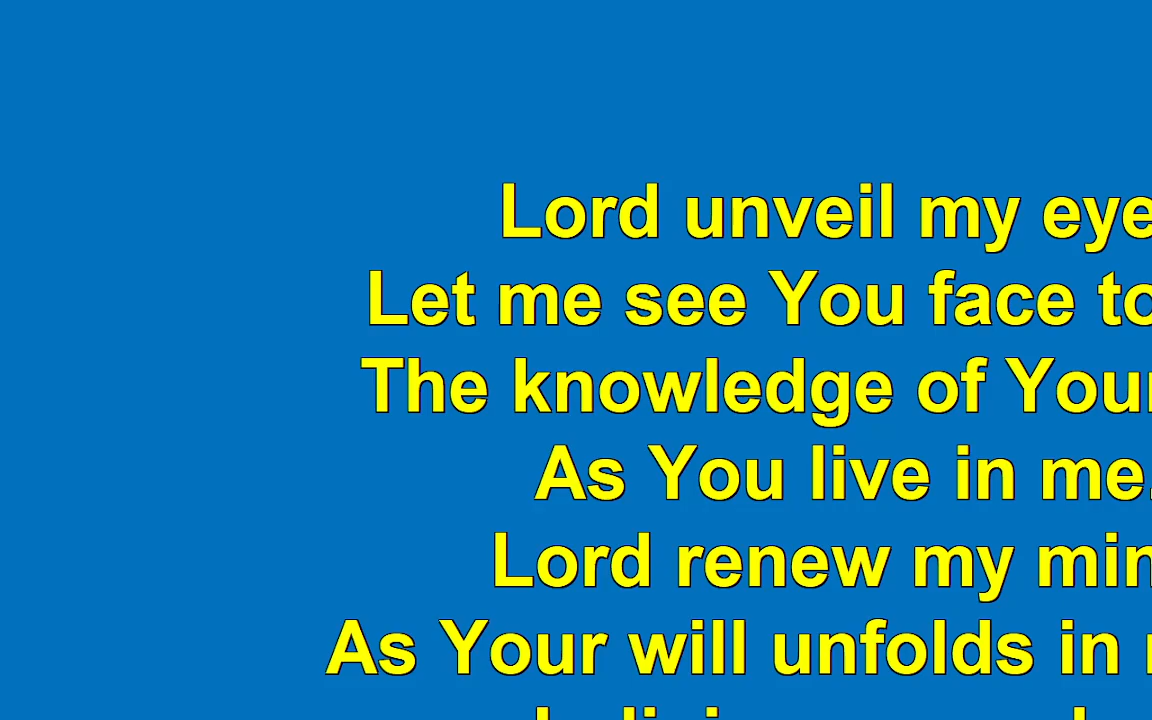 Lord unveil my eye
Let me see You face to
The knowledge of Your
As You live in me.
Lord renew my min
As Your will unfolds in